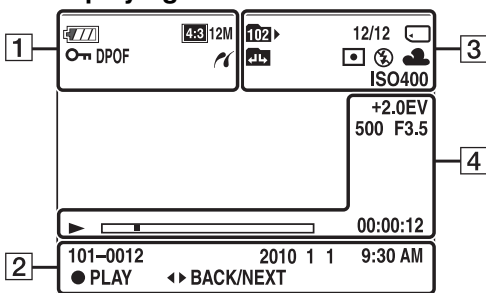 1
4:3 12M
DPOF
102 12/12
ISO400
3
+2.0EV
500 F3.5
4
00:00:12
2
101–0012 2010 1 1 9:30 AM
● PLAY ◀▶ BACK/NEXT